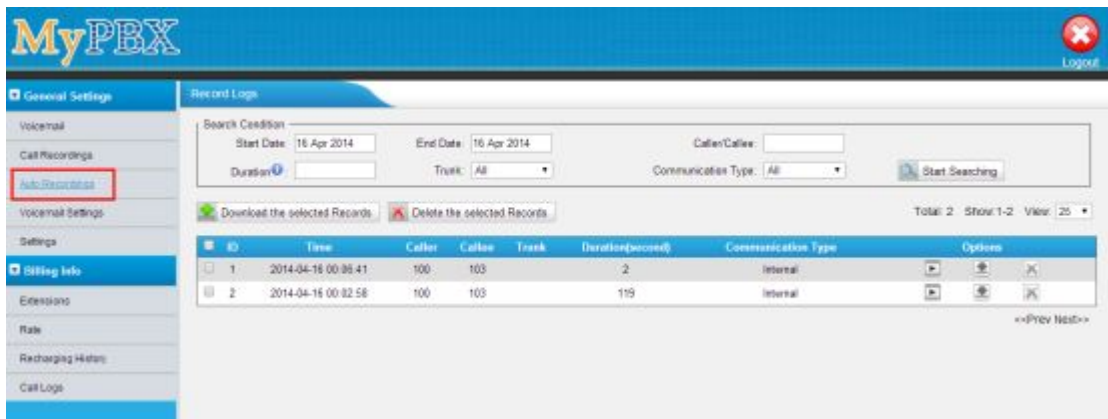 MyPBX
Logout
General Settings
Voicemail
Call Recordings
Auto Recordings
Voicemail Settings
Settings
Billing Info
Extensions
Rate
Recharging History
Call Logs
Record Logs
Search Condition
Start Date: 16 Apr 2014 End Date: 16 Apr 2014 Caller/Callee:
Duration Trunk: All Communication Type: All Start Searching
Download the selected Records Delete the selected Records Total: 2 Show:1-2 View: 25
ID Time Caller Callee Trunk Duration(second) Communication Type Options
1 2014-04-16 00:06:41 100 103 2 Internal
2 2014-04-16 00:02:58 100 103 119 Internal
<<Prev Next>>